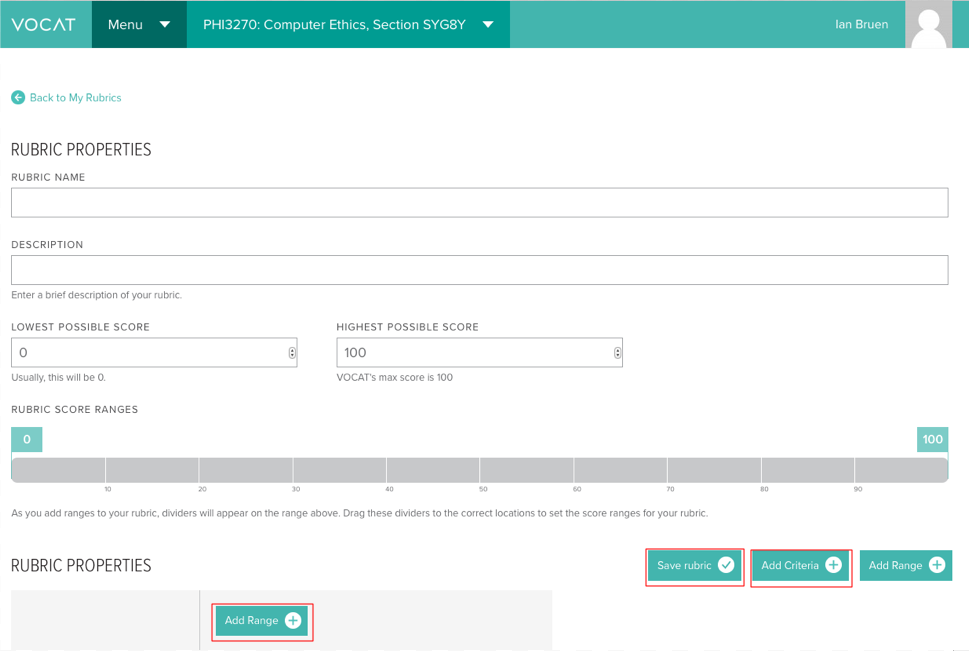 VOCAT Menu PHI3270: Computer Ethics, Section SYG8Y Ian Bruen
Back to My Rubrics
RUBRIC PROPERTIES
RUBRIC NAME
DESCRIPTION
Enter a brief description of your rubric.
LOWEST POSSIBLE SCORE HIGHEST POSSIBLE SCORE
0 100
Usually, this will be 0. VOCAT's max score is 100
RUBRIC SCORE RANGES
0 100
10 20 30 40 50 60 70 80 90
As you add ranges to your rubric, dividers will appear on the range above. Drag these dividers to the correct locations to set the score ranges for your rubric.
RUBRIC PROPERTIES Save rubric Add Criteria Add Range
Add Range